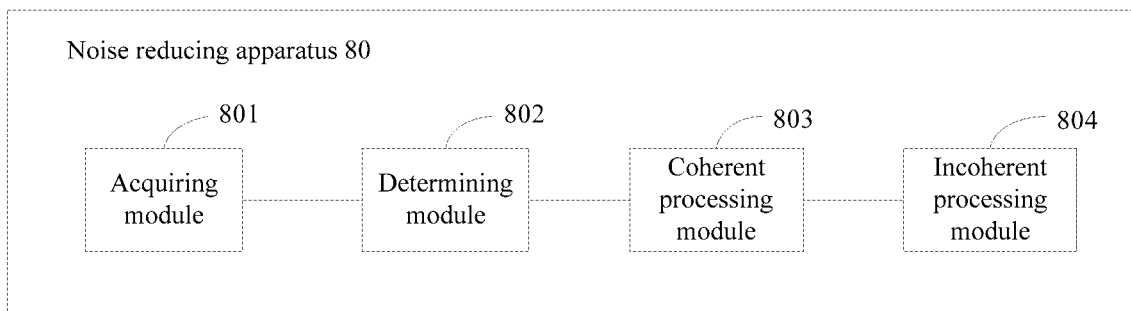 Noise reducing apparatus 80
801
802
803
804
Acquiring
module
Determining
module
Coherent
processing
module
Incoherent
processing
module